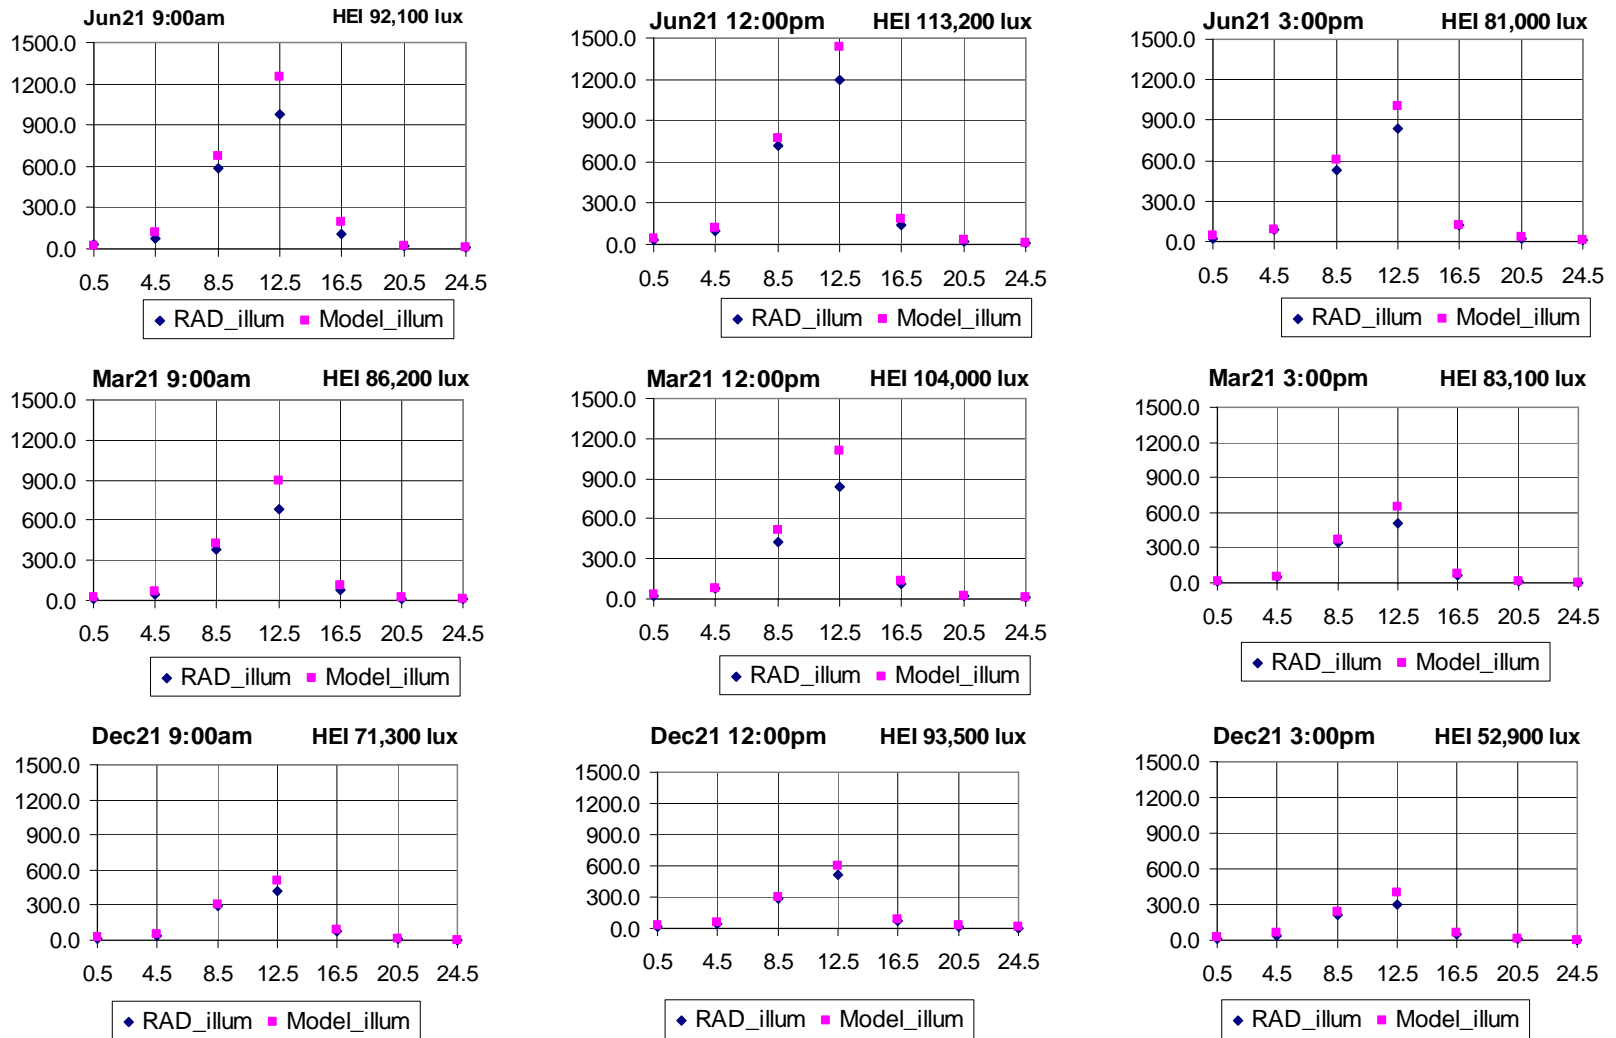 Jun21 9:00am HEI 92,100 lux
1500.0
1200.0
900.0
600.0
300.0
0.0
0.5 4.5 8.5 12.5 16.5 20.5 24.5
RAD_illum Model_illum
Jun21 12:00pm HEI 113,200 lux
1500.0
1200.0
900.0
600.0
300.0
0.0
0.5 4.5 8.5 12.5 16.5 20.5 24.5
RAD_illum Model_illum
Jun21 3:00pm HEI 81,000 lux
1500.0
1200.0
900.0
600.0
300.0
0.0
0.5 4.5 8.5 12.5 16.5 20.5 24.5
RAD_illum Model_illum
Mar21 9:00am HEI 86,200 lux
1500.0
1200.0
900.0
600.0
300.0
0.0
0.5 4.5 8.5 12.5 16.5 20.5 24.5
RAD_illum Model_illum
Mar21 12:00pm HEI 104,000 lux
1500.0
1200.0
900.0
600.0
300.0
0.0
0.5 4.5 8.5 12.5 16.5 20.5 24.5
RAD_illum Model_illum
Mar21 3:00pm HEI 83,100 lux
1500.0
1200.0
900.0
600.0
300.0
0.0
0.5 4.5 8.5 12.5 16.5 20.5 24.5
RAD_illum Model_illum
Dec21 9:00am HEI 71,300 lux
1500.0
1200.0
900.0
600.0
300.0
0.0
0.5 4.5 8.5 12.5 16.5 20.5 24.5
RAD_illum Model_illum
Dec21 12:00pm HEI 93,500 lux
1500.0
1200.0
900.0
600.0
300.0
0.0
0.5 4.5 8.5 12.5 16.5 20.5 24.5
RAD_illum Model_illum
Dec21 3:00pm HEI 52,900 lux
1500.0
1200.0
900.0
600.0
300.0
0.0
0.5 4.5 8.5 12.5 16.5 20.5 24.5
RAD_illum Model_illum